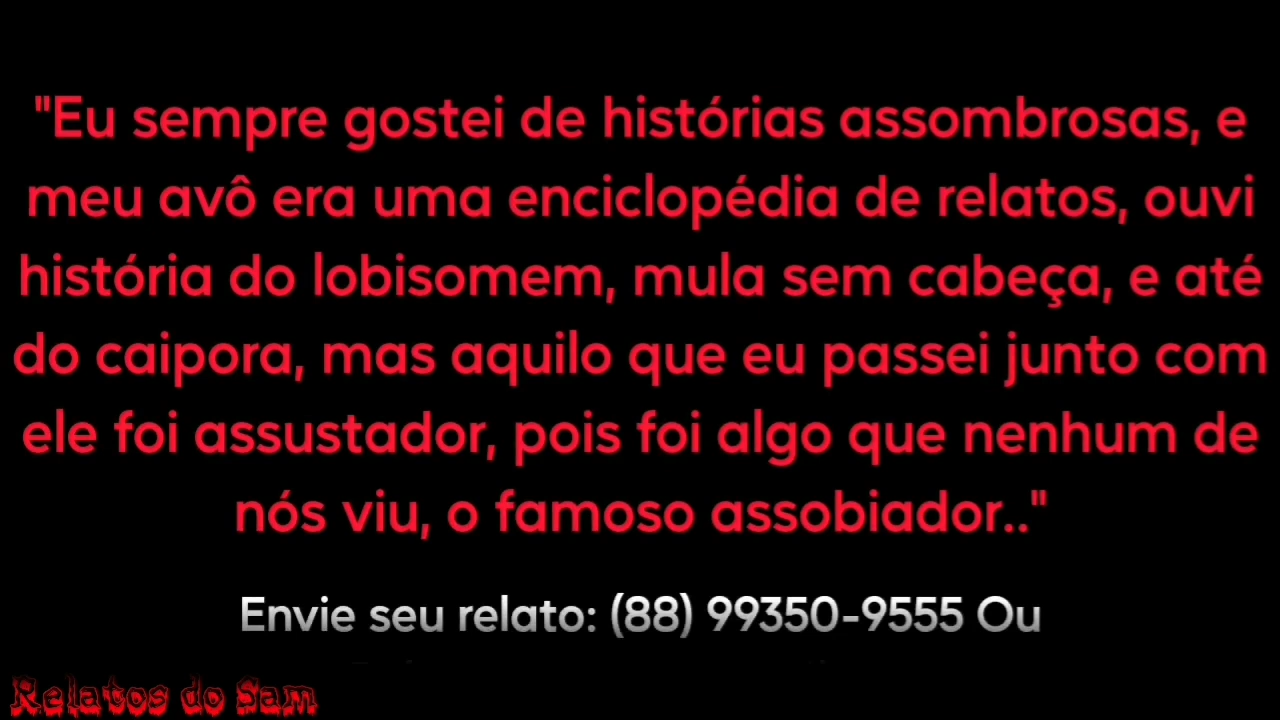 "Eu sempre gostei de histórias assombrosas, e
meu avô era uma enciclopédia de relatos, ouvi
história do lobisomem, mula sem cabeça, e até
do caipora, mas aquilo que eu passei junto com
ele foi assustador, pois foi algo que nenhum de
nós viu, o famoso assobiador.."
Envie seu relato: (88) 99350-9555 Ou
Relatos do Sam